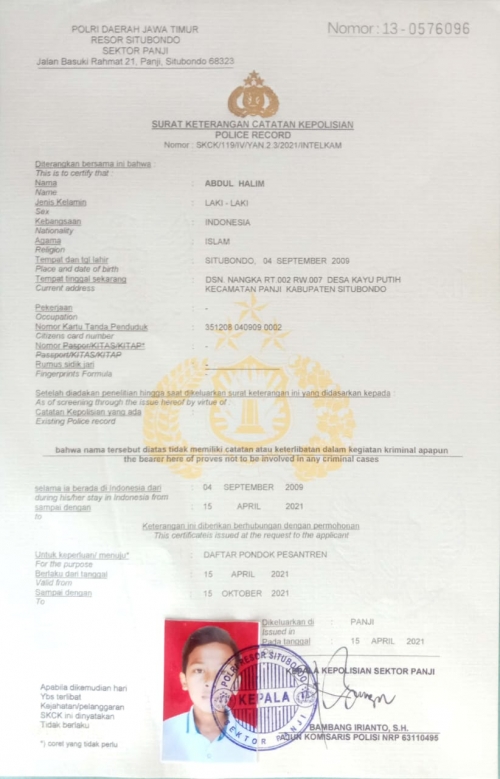 POLRI DAERAH JAWA TIMUR
RESOR SITUBONDO
SEKTOR PANJI
Jalan Basuki Rahmat 21, Panji, Situbondo 68323
Nomor : 13-0576096
SURAT KETERANGAN CATATAN KEPOLISIAN
POLICE RECORD
Nomor : SKCK/119/IV/YAN.2.3/2021/INTELKAM
Diterangkan bersama ini bahwa :
This is to certify that :
Nama : ABDUL HALIM
Name
Jenis Kelamin : LAKI - LAKI
Sex
Kebangsaan : INDONESIA
Nationality
Agama : ISLAM
Religion
Tempat dan tgl lahir : SITUBONDO, 04 SEPTEMBER 2009
Place and date of birth
Tempat tinggal sekarang : DSN. NANGKA RT.002 RW.007 DESA KAYU PUTIH
Current address KECAMATAN PANJI KABUPATEN SITUBONDO
Pekerjaan : -
Occupation
Nomor Kartu Tanda Penduduk : 351208 040909 0002
Citizens card number
Nomor Paspor/KITAS/KITAP* : -
Passport/KITAS/KITAP
Rumus sidik jari :
Fingerprints Formula
Setelah diadakan penelitian hingga saat dikeluarkan surat keterangan ini yang didasarkan kepada :
As of screening through the issue hereof by virtue of :
Catatan Kepolisian yang ada
Existing Police record
bahwa nama tersebut diatas tidak memiliki catatan atau keterlibatan dalam kegiatan kriminal apapun
the bearer here of proves not to be involved in any criminal cases
selama ia berada di Indonesia dari : 04 SEPTEMBER 2009
during his/her stay in Indonesia from
sampai dengan : 15 APRIL 2021
to
Keterangan ini diberikan berhubungan dengan permohonan
This certificateis issued at the request to the applicant
Untuk keperluan/ menuju* : DAFTAR PONDOK PESANTREN
For the purpose
Berlaku dari tanggal : 15 APRIL 2021
Valid from
Sampai dengan : 15 OKTOBER 2021
To
Dikeluarkan di : PANJI
Issued in
Pada tanggal : 15 APRIL 2021
KEPALA KEPOLISIAN SEKTOR PANJI
POLRI RESOR SITUBONDO
KEPALA
SEKTOR PANJI
BAMBANG IRIANTO, S.H.
AJUN KOMISARIS POLISI NRP 63110495
Apabila dikemudian hari
Ybs terlibat
Kejahatan/pelanggaran
SKCK ini dinyatakan
Tidak berlaku
*) coret yang tidak perlu